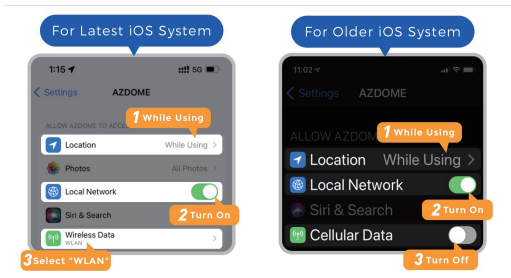 For Latest iOS System
1:15
5G
Settings
AZDOME
ALLOW AZDOME TO ACCE
1 While Using
Location
While Using
Photos
All Photos
Local Network
Siri & Search
2 Turn On
Wireless Data
WLAN
3 Select "WLAN"
For Older iOS System
11:02
Settings
AZDOME
ALLOW AZDOM
1 While Using
Location
While Using
Local Network
Siri & Search
2 Turn On
Cellular Data
3 Turn Off